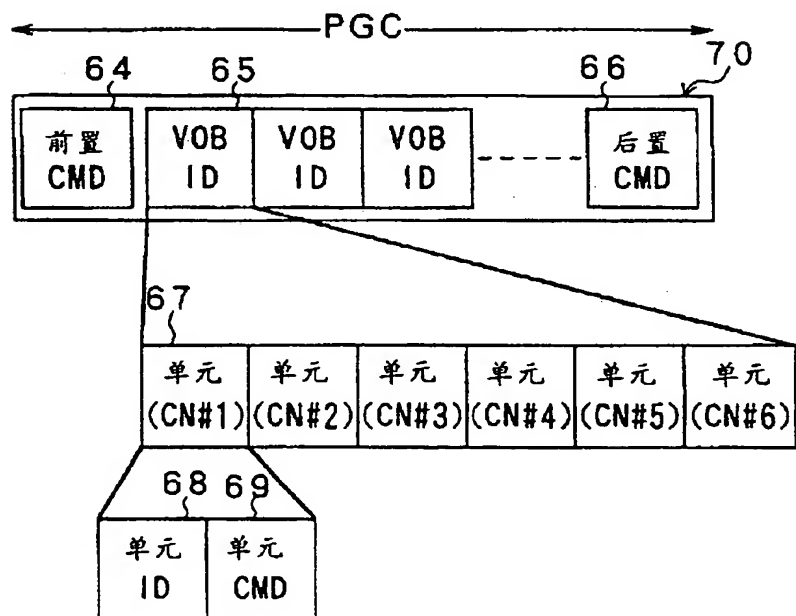 PGC
64 65 66 70
前置 VOB VOB VOB 后置
CMD ID ID ID CMD
67
单元 单元 单元 单元 单元 单元
(CN#1) (CN#2) (CN#3) (CN#4) (CN#5) (CN#6)
68 69
单元 单元
ID CMD